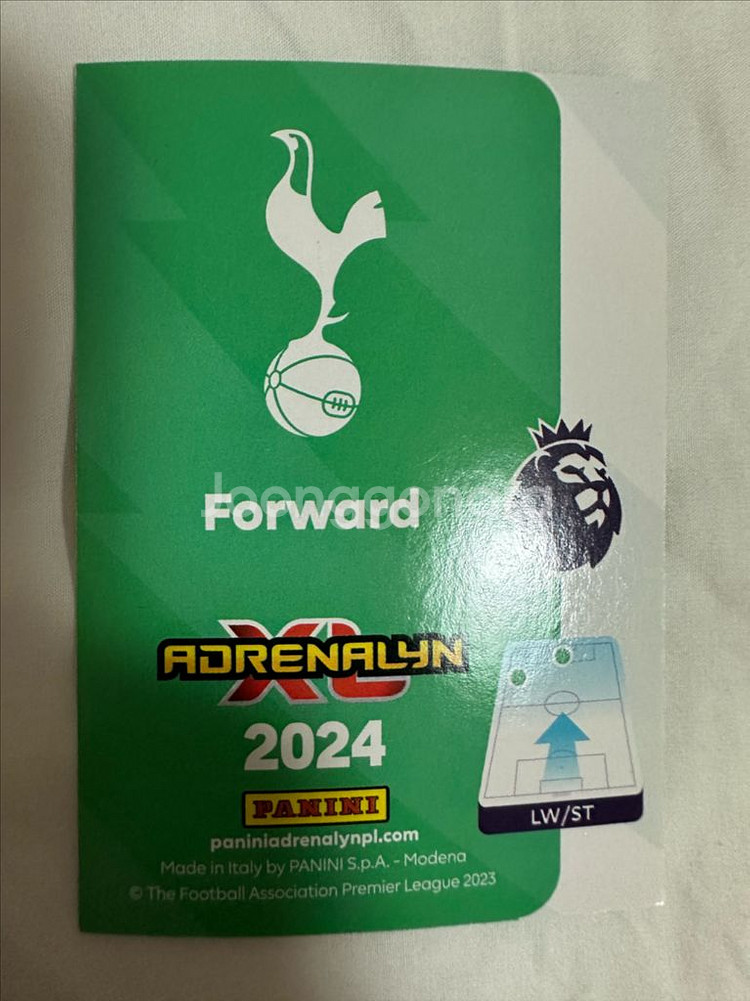 Joonggonara
Forward
ADRENALYN
XL
2024
PANINI
paniniadrenalynpl.com
Made in Italy by PANINI S.p.A. - Modena
© The Football Association Premier League 2023
LW/ST